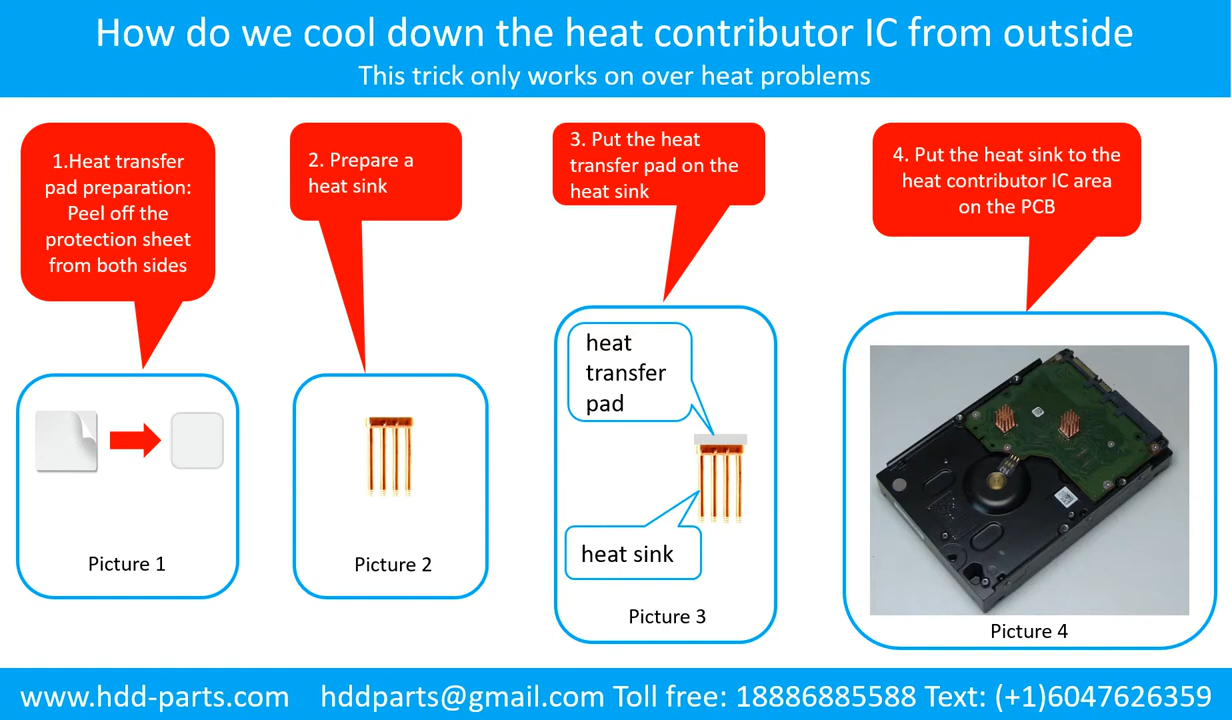 How do we cool down the heat contributor IC from outside
This trick only works on over heat problems
1.Heat transfer
pad preparation:
Peel off the
protection sheet
from both sides
2. Prepare a
heat sink
3. Put the heat
transfer pad on the
heat sink
4. Put the heat sink to the
heat contributor IC area
on the PCB
Picture 1
Picture 2
heat
transfer
pad
heat sink
Picture 3
Picture 4
www.hdd-parts.com hddparts@gmail.com Toll free: 18886885588 Text: (+1)6047626359